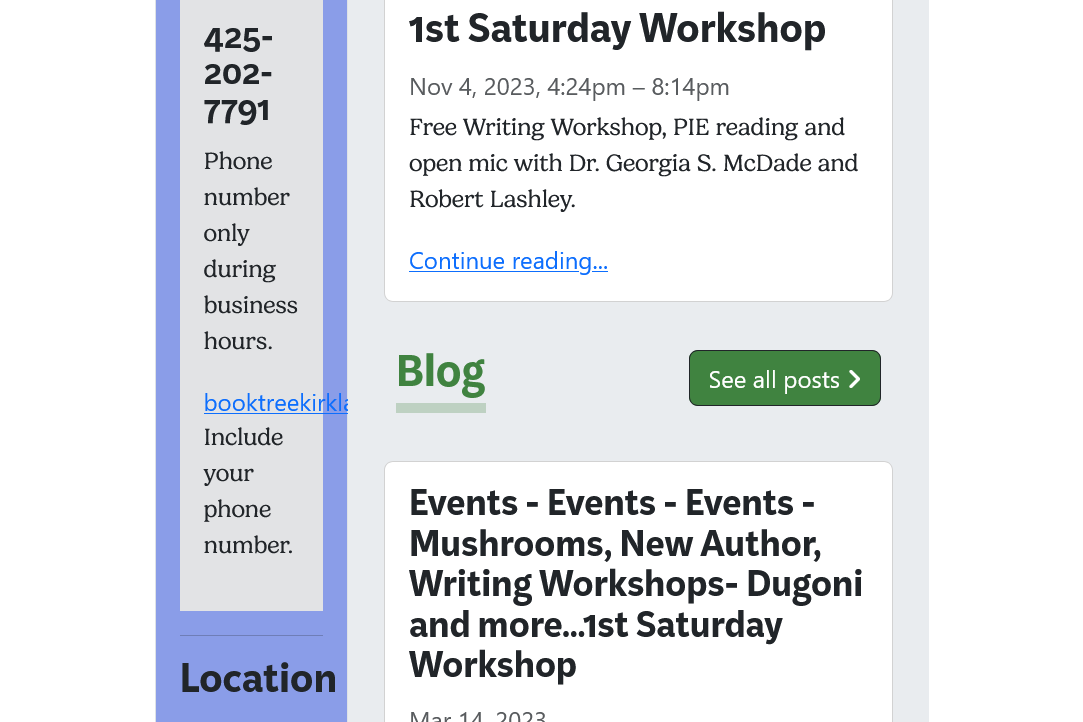 425-
202-
7791
Phone
number
only
during
business
hours.
booktreekirkla
Include
your
phone
number.
Location
1st Saturday Workshop
Nov 4, 2023, 4:24pm – 8:14pm
Free Writing Workshop, PIE reading and
open mic with Dr. Georgia S. McDade and
Robert Lashley.
Continue reading...
Blog
See all posts
Events - Events - Events -
Mushrooms, New Author,
Writing Workshops- Dugoni
and more...1st Saturday
Workshop
Mar 14, 2023